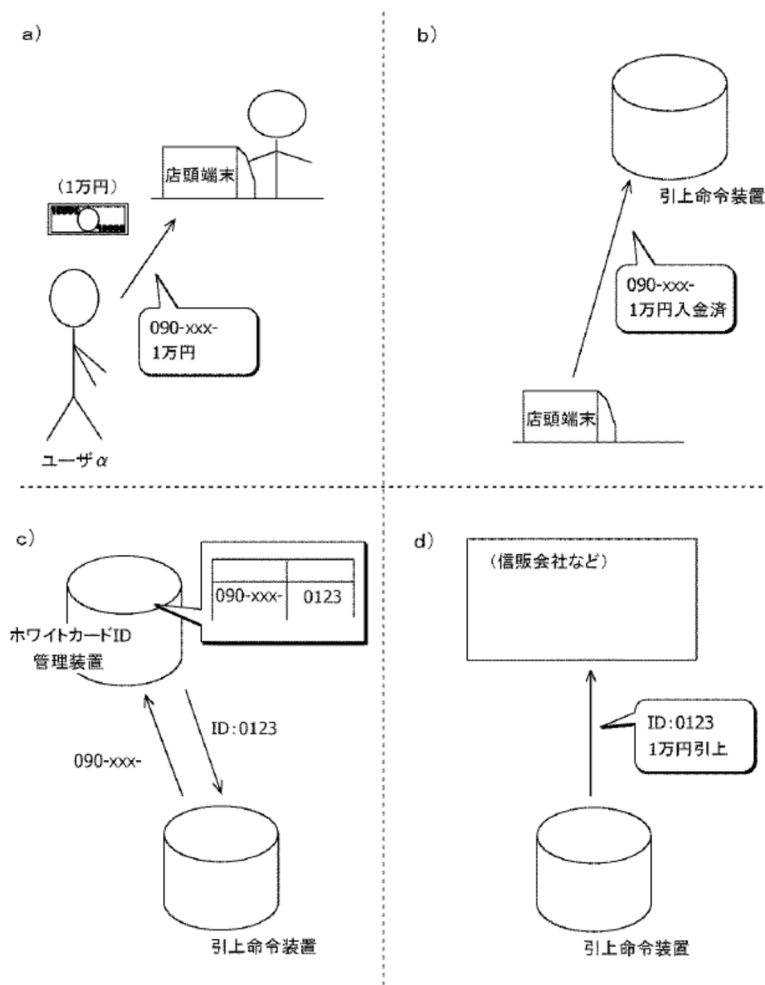 a)
店頭端末
(1万円)
090-xxx-
1万円
ユーザα
b)
引上命令装置
090-xxx-
1万円入金済
店頭端末
c)
090-xxx- 0123
ホワイトカードID
管理装置
ID:0123
090-xxx-
引上命令装置
d)
(信販会社など)
ID:0123
1万円引上
引上命令装置